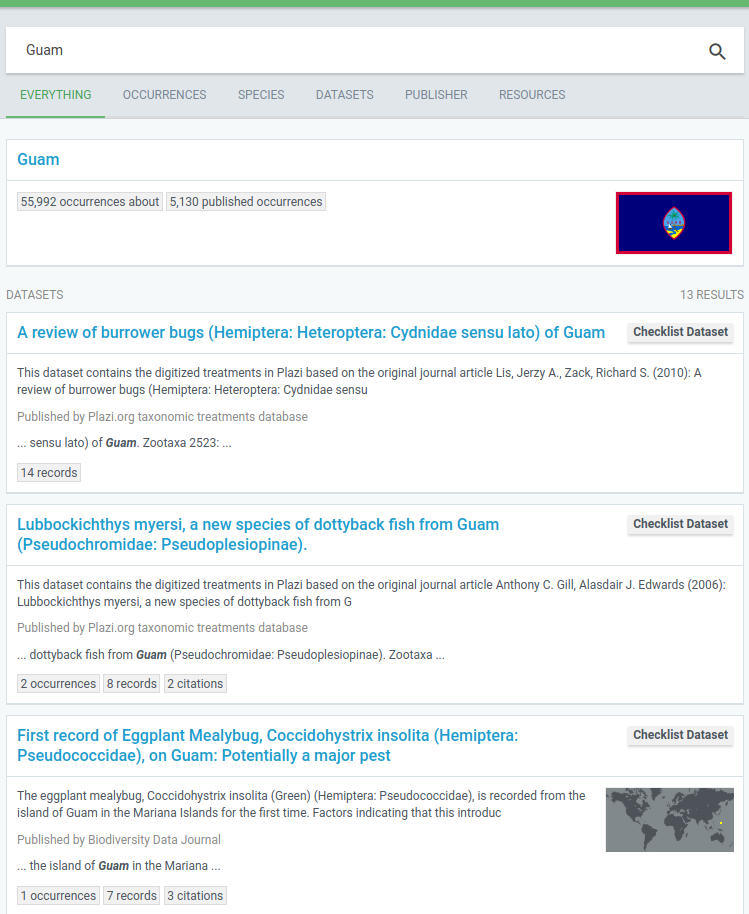 Guam
EVERYTHING OCCURRENCES SPECIES DATASETS PUBLISHER RESOURCES
Guam
55,992 occurrences about 5,130 published occurrences
DATASETS 13 RESULTS
A review of burrower bugs (Hemiptera: Heteroptera: Cydnidae sensu lato) of Guam Checklist Dataset
This dataset contains the digitized treatments in Plazi based on the original journal article Lis, Jerzy A., Zack, Richard S. (2010): A
review of burrower bugs (Hemiptera: Heteroptera: Cydnidae sensu
Published by Plazi.org taxonomic treatments database
... sensu lato) of Guam. Zootaxa 2523: ...
14 records
Lubbockichthys myersi, a new species of dottyback fish from Guam Checklist Dataset
(Pseudochromidae: Pseudoplesiopinae).
This dataset contains the digitized treatments in Plazi based on the original journal article Anthony C. Gill, Alasdair J. Edwards (2006):
Lubbockichthys myersi, a new species of dottyback fish from G
Published by Plazi.org taxonomic treatments database
... dottyback fish from Guam (Pseudochromidae: Pseudoplesiopinae). Zootaxa ...
2 occurrences 8 records 2 citations
First record of Eggplant Mealybug, Coccidohystrix insolita (Hemiptera: Checklist Dataset
Pseudococcidae), on Guam: Potentially a major pest
The eggplant mealybug, Coccidohystrix insolita (Green) (Hemiptera: Pseudococcidae), is recorded from the
island of Guam in the Mariana Islands for the first time. Factors indicating that this introduc
Published by Biodiversity Data Journal
... the island of Guam in the Mariana ...
1 occurrences 7 records 3 citations